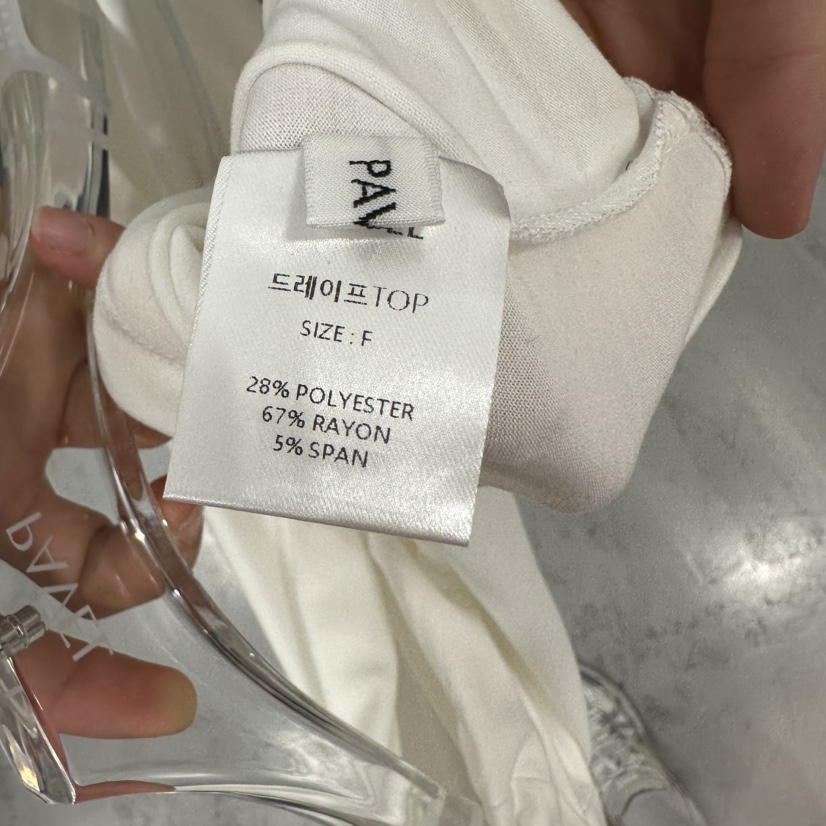 드레이프TOP
SIZE : F
28% POLYESTER
67% RAYON
5% SPAN